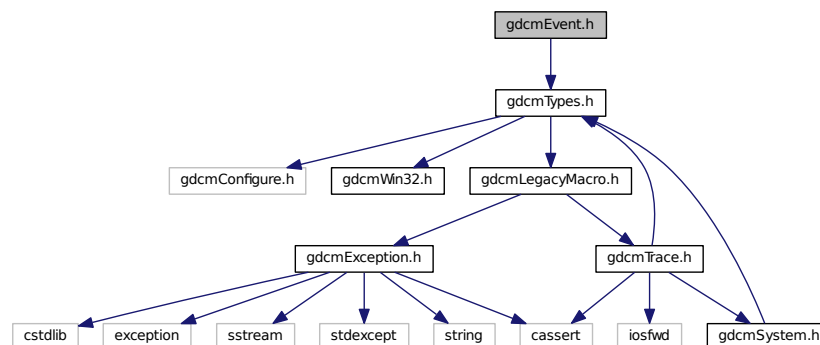 gdcmEvent.h
gdcmTypes.h
gdcmConfigure.h
gdcmWin32.h
gdcmLegacyMacro.h
gdcmException.h
gdcmTrace.h
cstdlib
exception
sstream
stdexcept
string
cassert
iosfwd
gdcmSystem.h